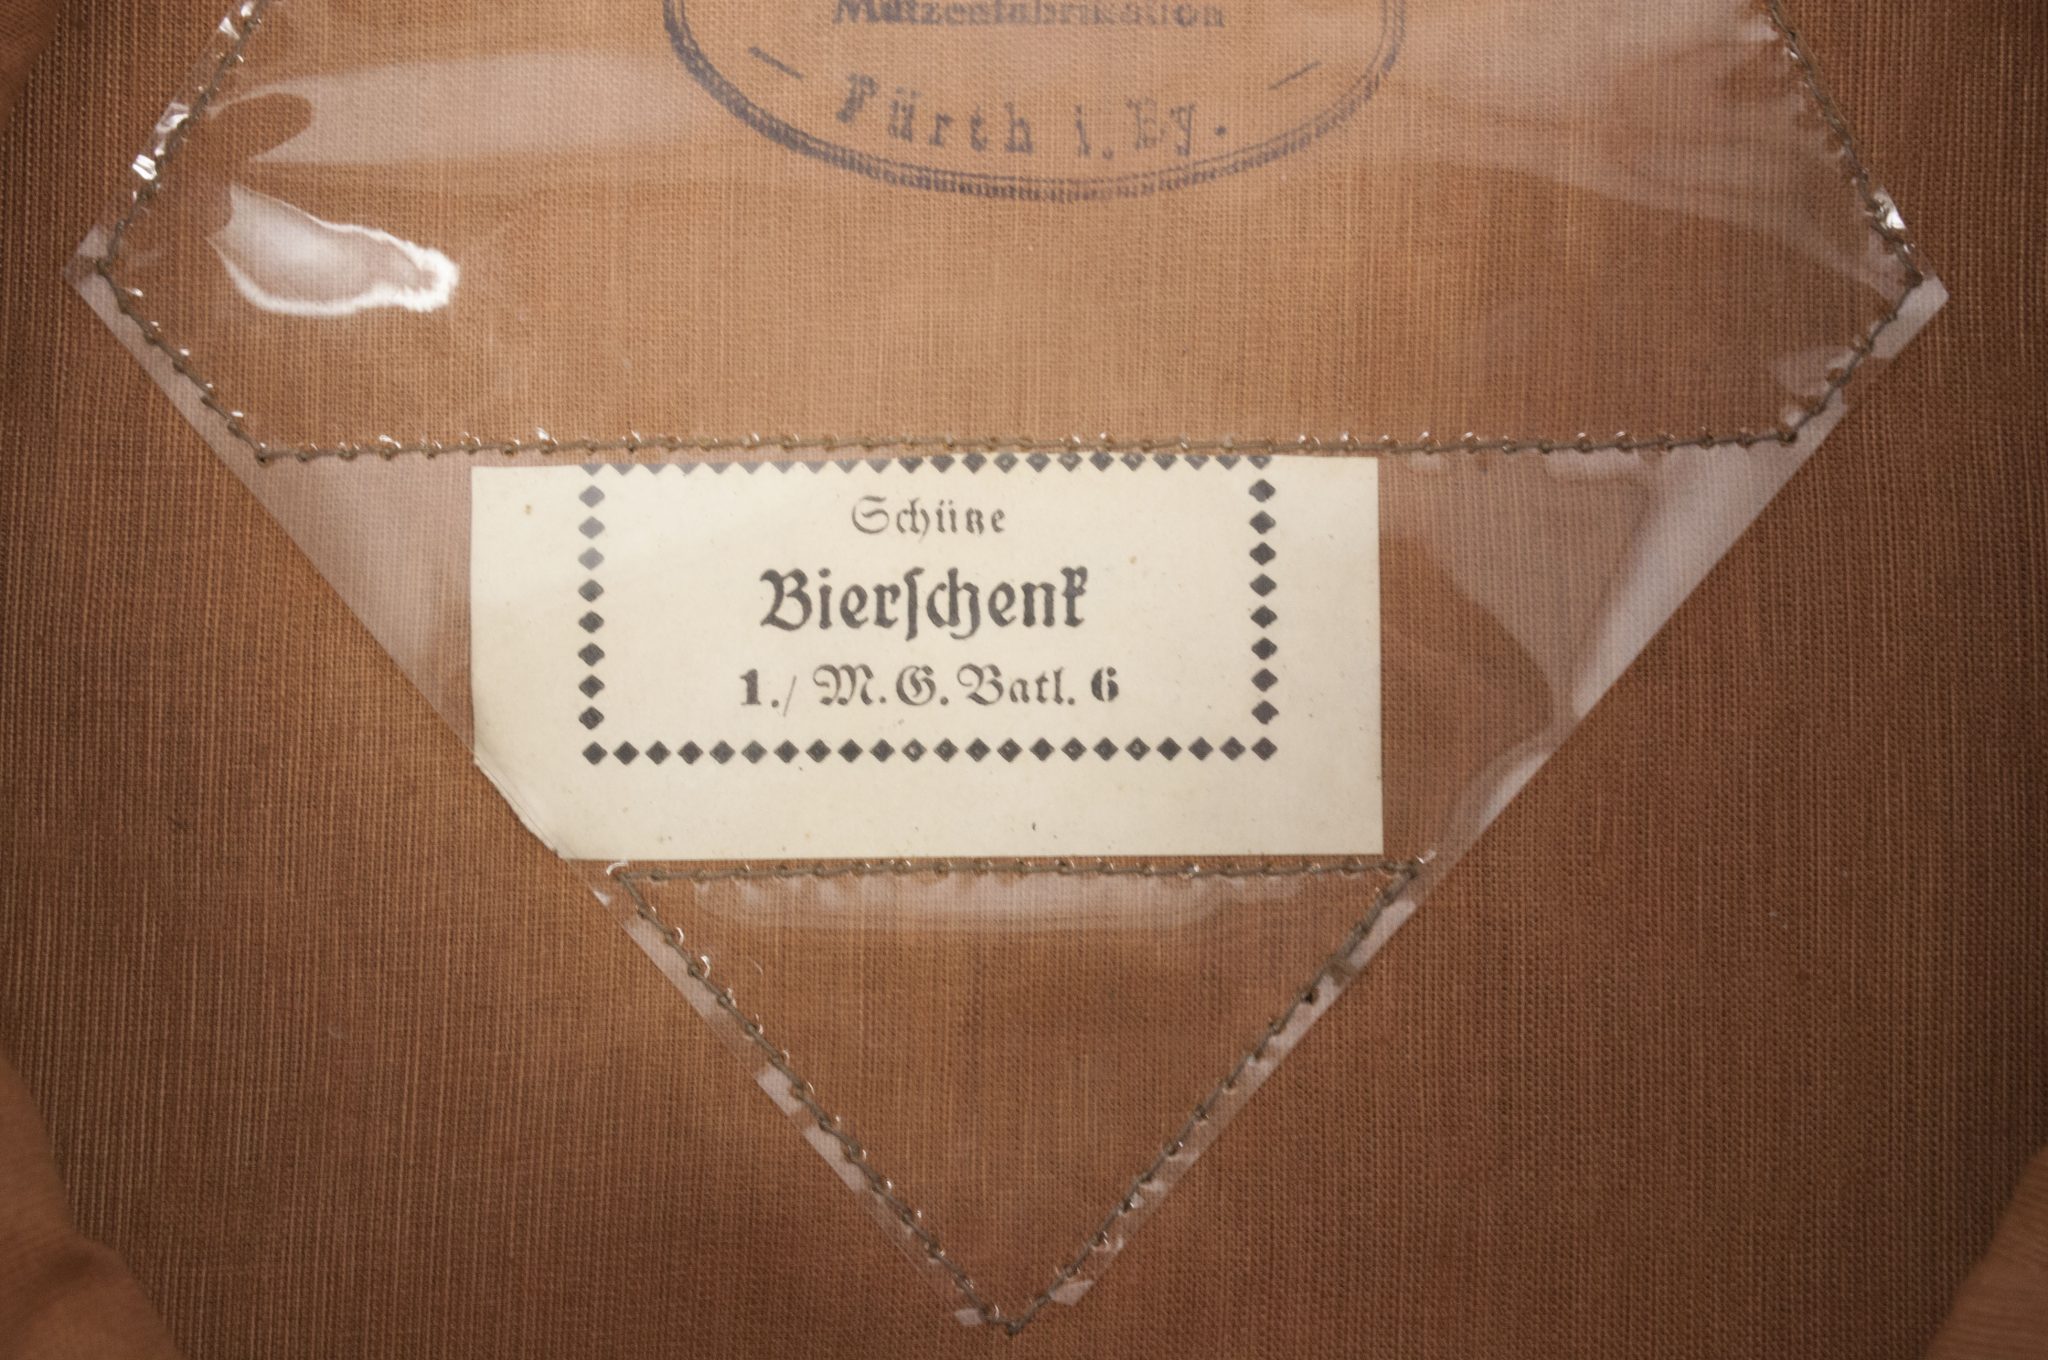 Mützenfabrikation
— Fürth i. By. —
Schütze
Bierschenk
1./ M. G. Batl. 6